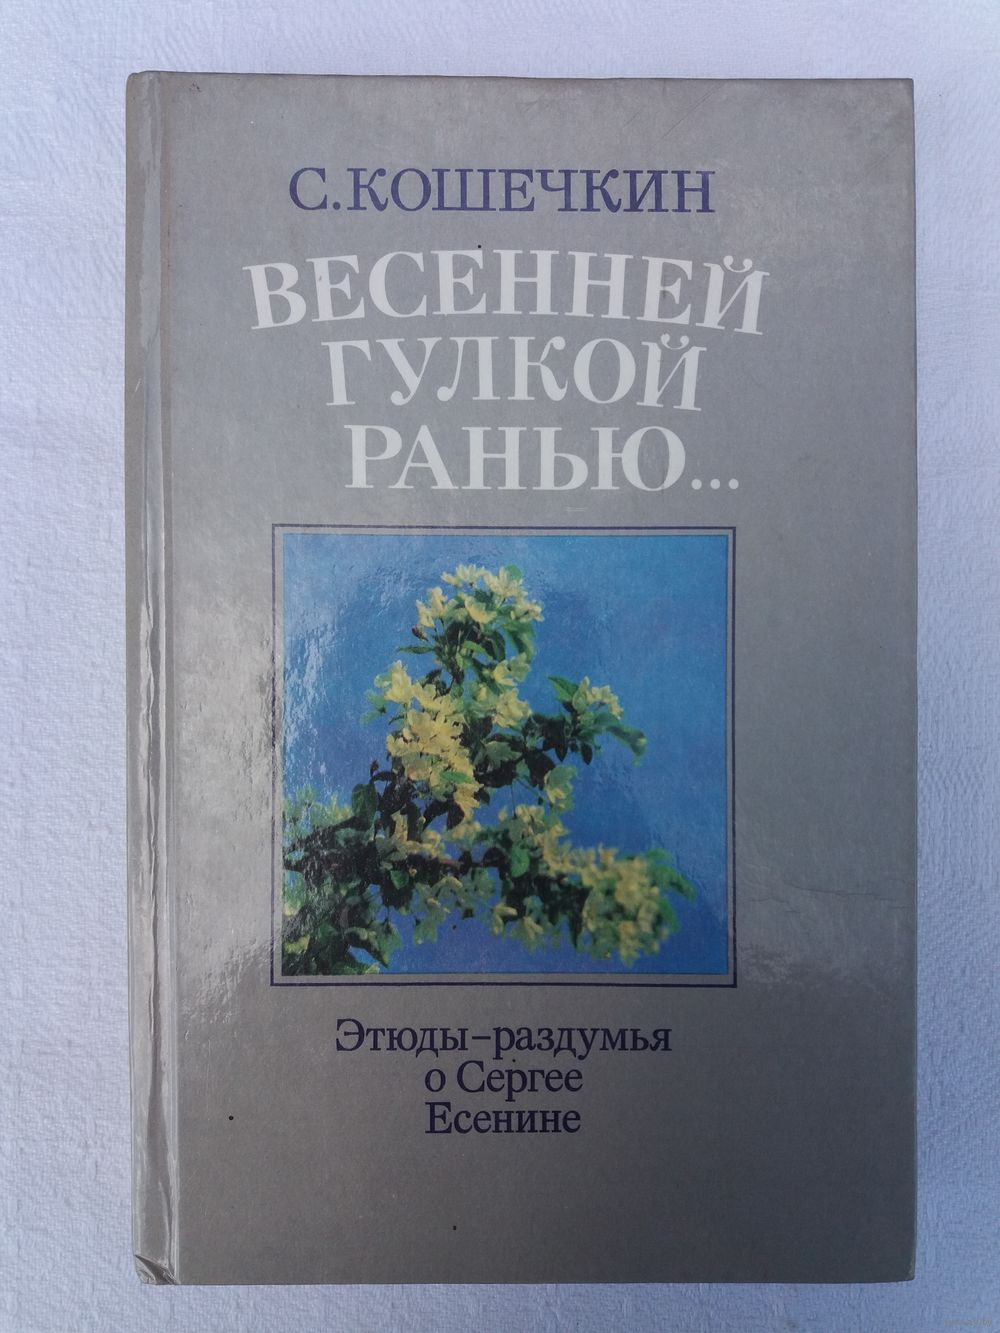 С.КОШЕЧКИН
ВЕСЕННЕЙ
ГУЛКОЙ
РАНЬЮ...
Этюды-раздумья
о Сергее
Есенине